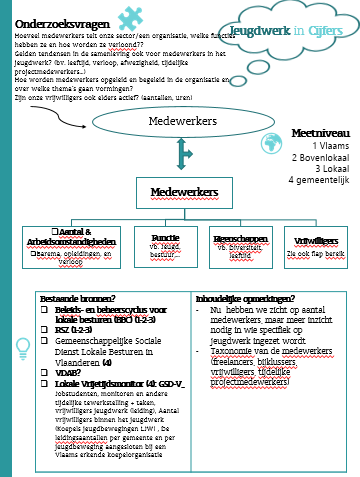 Onderzoeksvragen
Hoeveel medewerkers telt onze sector/een organisatie, welke functies
hebben ze en hoe worden ze verloond??
Gelden tendensen in de samenleving ook voor medewerkers in het
jeugdwerk? (bv. leeftijd, verloop, afwezigheid, tijdelijke
projectmedewerkers…)
Hoe worden medewerkers opgeleid en begeleid in de organisatie en
over welke thema's gaan vormingen?
Zijn onze vrijwilligers ook elders actief? (aantallen, uren)
Jeugdwerk in Cijfers
Medewerkers
Meetniveau
1 Vlaams
2 Bovenlokaal
3 Lokaal
4 gemeentelijk
Medewerkers
Aantal &
Arbeidsomstandigheden
Barema, opleidingen, en
verloop
Functie
Vb. Jeugd,
bestuur,…
Eigenschappen
Vb. Diversiteit,
leeftijd
Vrijwilligers
Zie ook flap bereik
Bestaande bronnen?
Beleids- en beheerscyclus voor
lokale besturen (BBC) (1-2-3)
RSZ (1-2-3)
Gemeenschappelijke Sociale
Dienst Lokale Besturen in
Vlaanderen (4)
VDAB?
Lokale Vrijetijdsmonitor (4): GSD-V_
Jobstudenten, monitoren en andere
tijdelijke tewerkstelling + taken,
vrijwilligers jeugdwerk (leiding), Aantal
vrijwilligers binnen het jeugdwerk
(Koepels jeugdbewegingen LJW) , De
leidingsaantallen per gemeente en per
jeugdbeweging aangesloten bij een
Vlaams erkende koepelorganisatie
Inhoudelijke opmerkingen?
- Nu hebben we zicht op aantal
medewerkers, maar meer inzicht
nodig in wie specifiek op
jeugdwerk ingezet wordt
- Taxonomie van de medewerkers
(freelancers, bijklussers,
vrijwilligers, tijdelijke
projectmedewerkers)